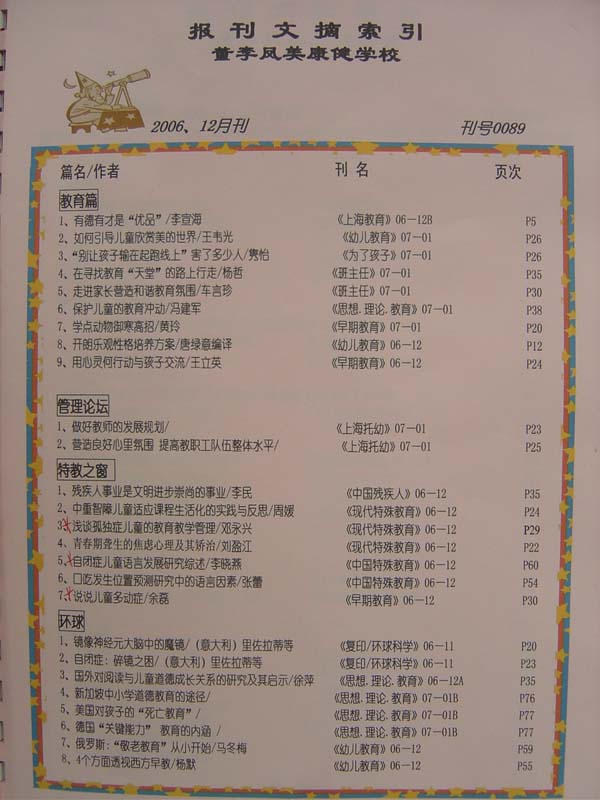 报刊文摘索引
董李凤美康健学校
2006、12月刊 刊号0089
篇名/作者 刊 名 页次
教育篇
1、有德有才是“优品”/李宣海 《上海教育》06－12B P5
2、如何引导儿童欣赏美的世界/王韦光 《幼儿教育》07－01 P26
3、“别让孩子输在起跑线上”害了多少人/隽怡 《为了孩子》07－01 P26
4、在寻找教育“天堂”的路上行走/杨哲 《班主任》07－01 P35
5、走进家长营造和谐教育氛围/车言珍 《班主任》07－01 P30
6、保护儿童的教育冲动/冯建军 《思想.理论.教育》07－01 P38
7、学点动物御寒高招/黄玲 《早期教育》07－01 P20
8、开朗乐观性格培养方案/唐绿意编译 《幼儿教育》06－12 P12
9、用心灵何行动与孩子交流/王立英 《早期教育》06－12 P24
管理论坛
1、做好教师的发展规划/ 《上海托幼》07－01 P23
2、营造良好心里氛围 提高教职工队伍整体水平/ 《上海托幼》07－01 P25
特教之窗
1、残疾人事业是文明进步崇尚的事业/李民 《中国残疾人》06－12 P35
2、中重智障儿童适应课程生活化的实践与反思/周媛 《现代特殊教育》06－12 P24
3、浅谈孤独症儿童的教育教学管理/邓永兴 《现代特殊教育》06－12 P29
4、青春期聋生的焦虑心理及其矫治/刘盈江 《现代特殊教育》06－12 P22
5、自闭症儿童语言发展研究综述/李晓燕 《中国特殊教育》06－12 P60
6、口吃发生位置预测研究中的语言因素/张蕾 《中国特殊教育》06－12 P54
7、说说儿童多动症/余磊 《早期教育》06－12 P30
环球
1、镜像神经元大脑中的魔镜/（意大利）里佐拉蒂等 《复印/环球科学》06－11 P20
2、自闭症：碎镜之困/（意大利）里佐拉蒂等 《复印/环球科学》06－11 P23
3、国外对阅读与儿童道德成长关系的研究及其启示/徐萍 《思想.理论.教育》06－12A P35
4、新加坡中小学道德教育的途径/ 《思想.理论.教育》07－01B P76
5、美国对孩子的“死亡教育”/ 《思想.理论.教育》07－01B P77
6、德国“关键能力” 教育的内涵 / 《思想.理论.教育》07－01B P77
7、俄罗斯：“敬老教育”从小开始/马冬梅 《幼儿教育》06－12 P59
8、4个方面透视西方早教/杨默 《幼儿教育》06－12 P55